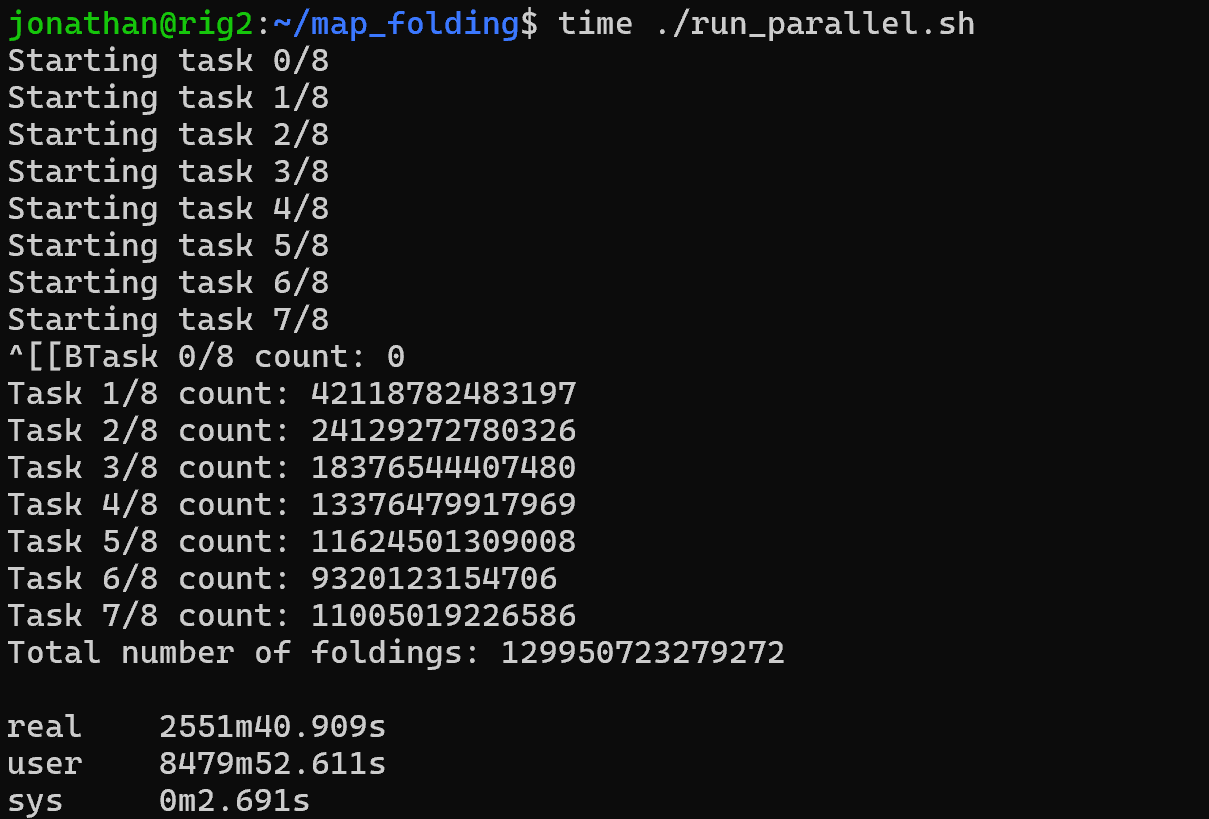 jonathan@rig2:~/map_folding$ time ./run_parallel.sh
Starting task 0/8
Starting task 1/8
Starting task 2/8
Starting task 3/8
Starting task 4/8
Starting task 5/8
Starting task 6/8
Starting task 7/8
^[[BTask 0/8 count: 0
Task 1/8 count: 42118782483197
Task 2/8 count: 24129272780326
Task 3/8 count: 18376544407480
Task 4/8 count: 13376479917969
Task 5/8 count: 11624501309008
Task 6/8 count: 9320123154706
Task 7/8 count: 11005019226586
Total number of foldings: 129950723279272
real    2551m40.909s
user    8479m52.611s
sys     0m2.691s